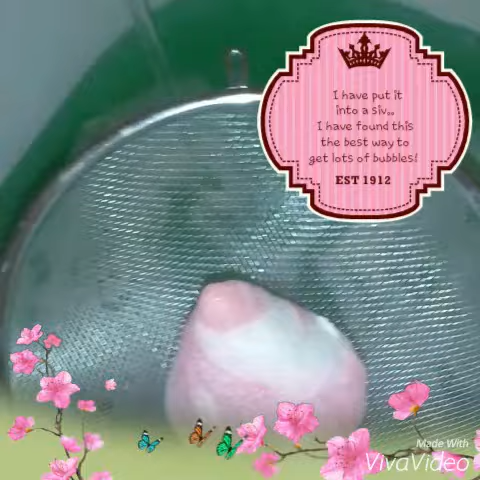 I have put it
into a siv...
I have found this
the best way to
get lots of bubbles!
EST 1912
Made With
VivaVideo